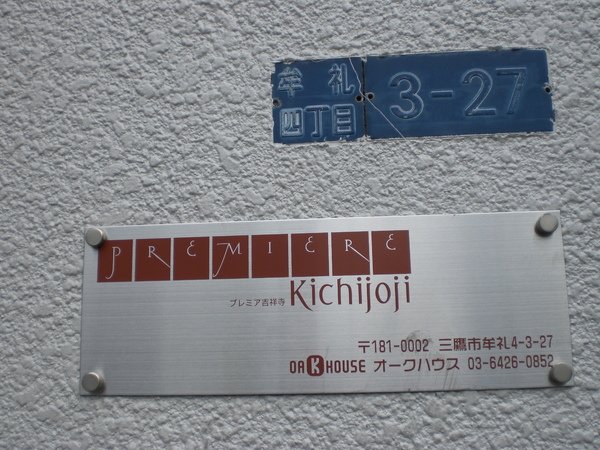 牟礼
四丁目
3-27
PREMIERE
プレミア吉祥寺 Kichijoji
〒181-0002 三鷹市牟礼4-3-27
OAKHOUSE オークハウス 03-6426-0852